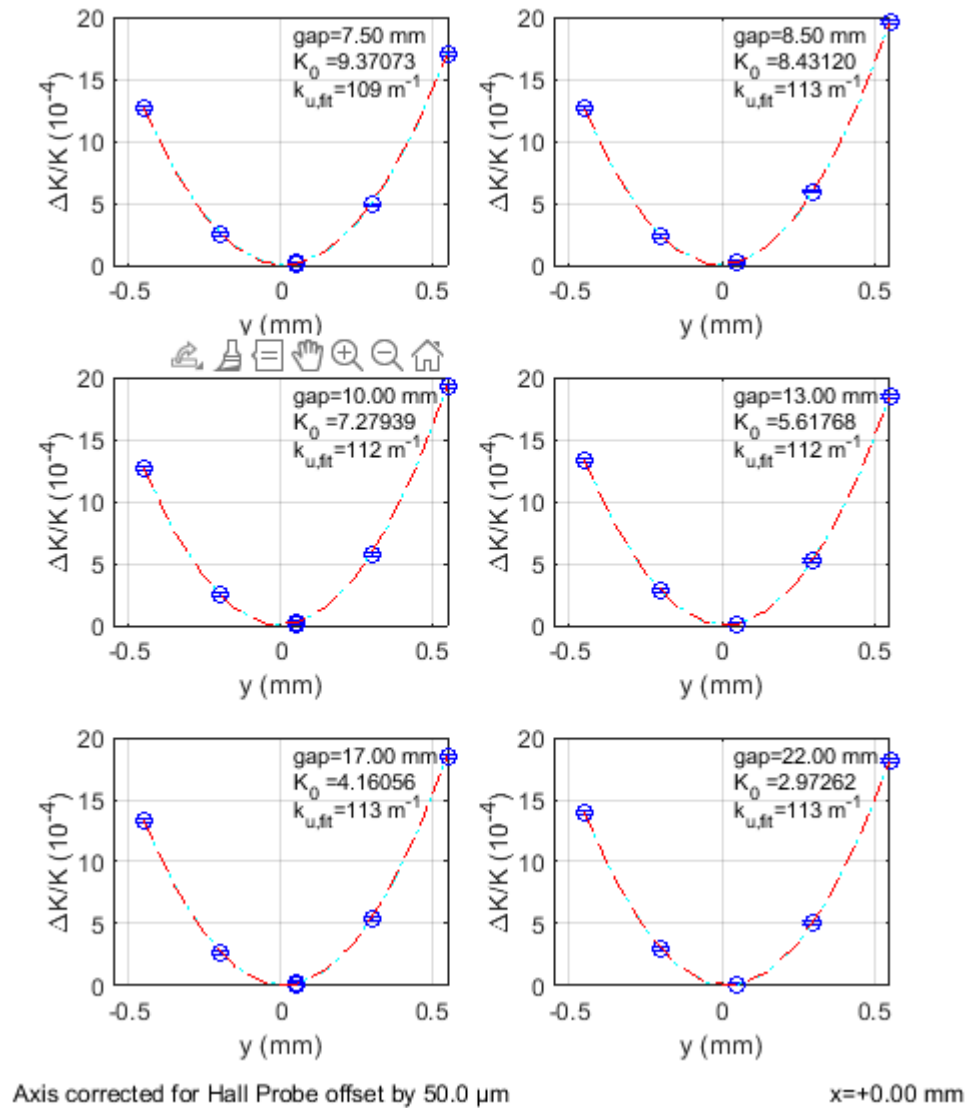 20
15
10
5
0
ΔK/K (10⁻⁴)
gap=7.50 mm
K₀ =9.37073
k_{u,fit}=109 m⁻¹
-0.5
0
0.5
y (mm)
20
15
10
5
0
ΔK/K (10⁻⁴)
gap=8.50 mm
K₀ =8.43120
k_{u,fit}=113 m⁻¹
-0.5
0
0.5
y (mm)
20
15
10
5
0
ΔK/K (10⁻⁴)
gap=10.00 mm
K₀ =7.27939
k_{u,fit}=112 m⁻¹
-0.5
0
0.5
y (mm)
20
15
10
5
0
ΔK/K (10⁻⁴)
gap=13.00 mm
K₀ =5.61768
k_{u,fit}=112 m⁻¹
-0.5
0
0.5
y (mm)
20
15
10
5
0
ΔK/K (10⁻⁴)
gap=17.00 mm
K₀ =4.16056
k_{u,fit}=113 m⁻¹
-0.5
0
0.5
y (mm)
20
15
10
5
0
ΔK/K (10⁻⁴)
gap=22.00 mm
K₀ =2.97262
k_{u,fit}=113 m⁻¹
-0.5
0
0.5
y (mm)
Axis corrected for Hall Probe offset by 50.0 μm
x=+0.00 mm